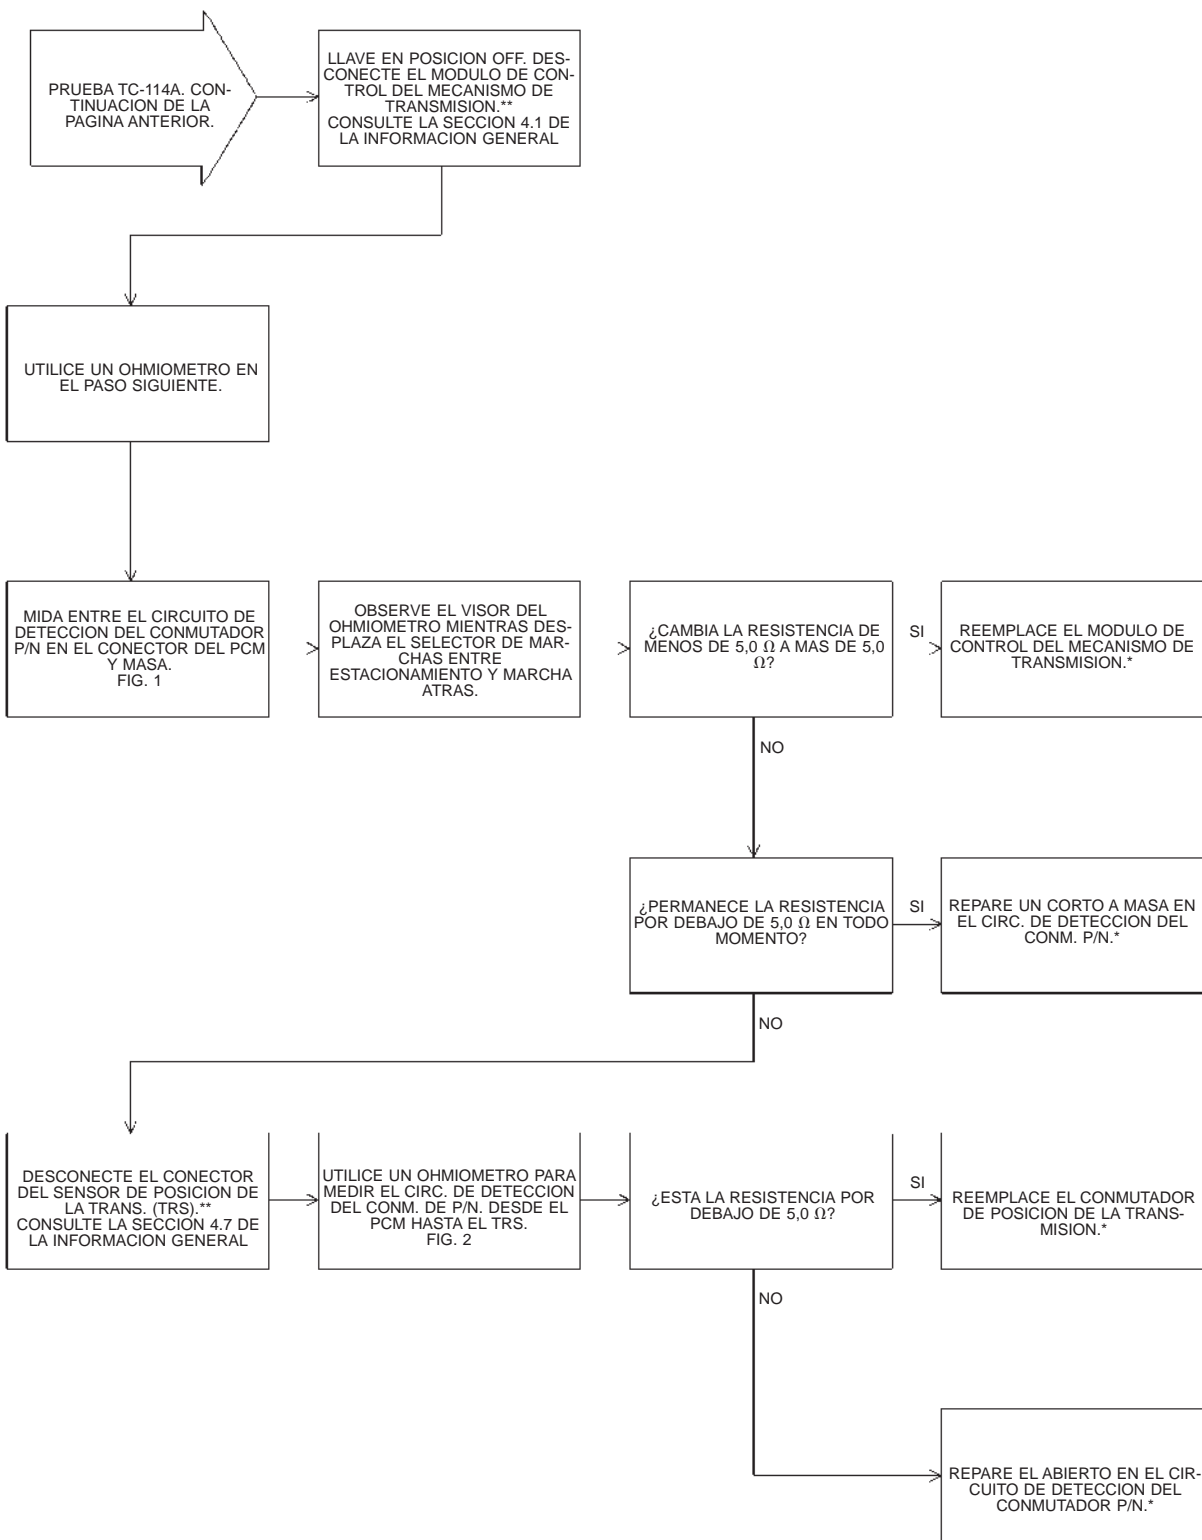 PRUEBA TC-114A. CON-
TINUACION DE LA
PAGINA ANTERIOR.
LLAVE EN POSICION OFF. DES-
CONECTE EL MODULO DE CON-
TROL DEL MECANISMO DE
TRANSMISION.**
CONSULTE LA SECCION 4.1 DE
LA INFORMACION GENERAL
UTILICE UN OHMIOMETRO EN
EL PASO SIGUIENTE.
MIDA ENTRE EL CIRCUITO DE
DETECCION DEL CONMUTADOR
P/N EN EL CONECTOR DEL PCM
Y MASA.
FIG. 1
OBSERVE EL VISOR DEL
OHMIOMETRO MIENTRAS DES-
PLAZA EL SELECTOR DE MAR-
CHAS ENTRE
ESTACIONAMIENTO Y MARCHA
ATRAS.
¿CAMBIA LA RESISTENCIA DE
MENOS DE 5,0 Ω A MAS DE 5,0
Ω?
SI
REEMPLACE EL MODULO DE
CONTROL DEL MECANISMO DE
TRANSMISION.*
NO
¿PERMANECE LA RESISTENCIA
POR DEBAJO DE 5,0 Ω EN TODO
MOMENTO?
SI
REPARE UN CORTO A MASA EN
EL CIRC. DE DETECCION DEL
CONM. P/N.*
NO
DESCONECTE EL CONECTOR
DEL SENSOR DE POSICION DE
LA TRANS. (TRS).**
CONSULTE LA SECCION 4.7 DE
LA INFORMACION GENERAL
UTILICE UN OHMIOMETRO PARA
MEDIR EL CIRC. DE DETECCION
DEL CONM. DE P/N. DESDE EL
PCM HASTA EL TRS.
FIG. 2
¿ESTA LA RESISTENCIA POR
DEBAJO DE 5,0 Ω?
SI
REEMPLACE EL CONMUTADOR
DE POSICION DE LA TRANS-
MISION.*
NO
REPARE EL ABIERTO EN EL CIR-
CUITO DE DETECCION DEL
CONMUTADOR P/N.*